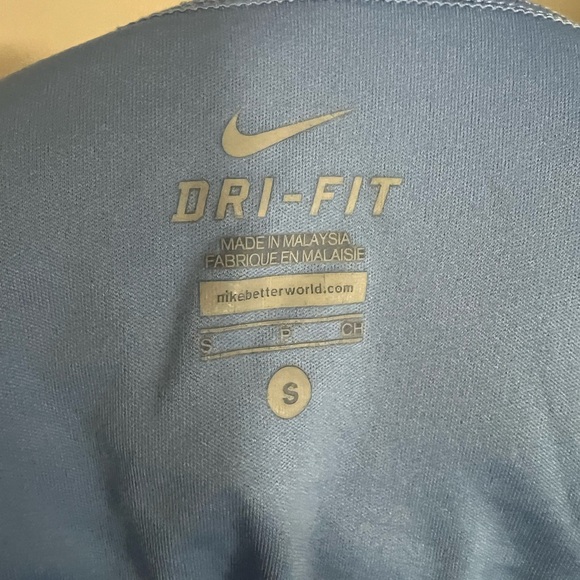 DRI-FIT
MADE IN MALAYSIA
FABRIQUE EN MALAISIE
nikebetterworld.com
S P CH
S